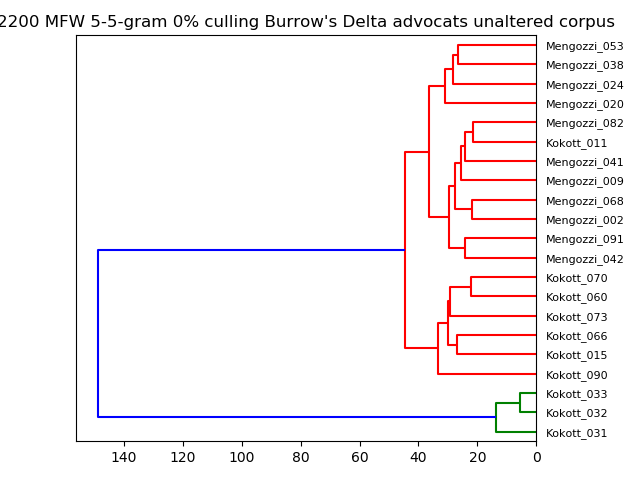 2200 MFW 5-5-gram 0% culling Burrow's Delta advocats unaltered corpus
Mengozzi_053
Mengozzi_038
Mengozzi_024
Mengozzi_020
Mengozzi_082
Kokott_011
Mengozzi_041
Mengozzi_009
Mengozzi_068
Mengozzi_002
Mengozzi_091
Mengozzi_042
Kokott_070
Kokott_060
Kokott_073
Kokott_066
Kokott_015
Kokott_090
Kokott_033
Kokott_032
Kokott_031
140 120 100 80 60 40 20 0